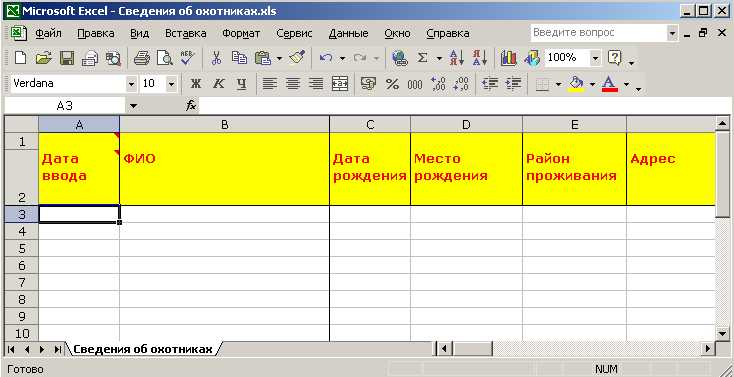 Microsoft Excel - Сведения об охотниках.xls
Файл Правка Вид Вставка Формат Сервис Данные Окно Справка Введите вопрос
Σ 100%
Verdana 10 Ж К Ч % 000
A3 fx
A B C D E
1
Дата ввода ФИО Дата рождения Место рождения Район проживания Адрес
2
3
4
5
6
7
8
9
10
Сведения об охотниках
Готово NUM